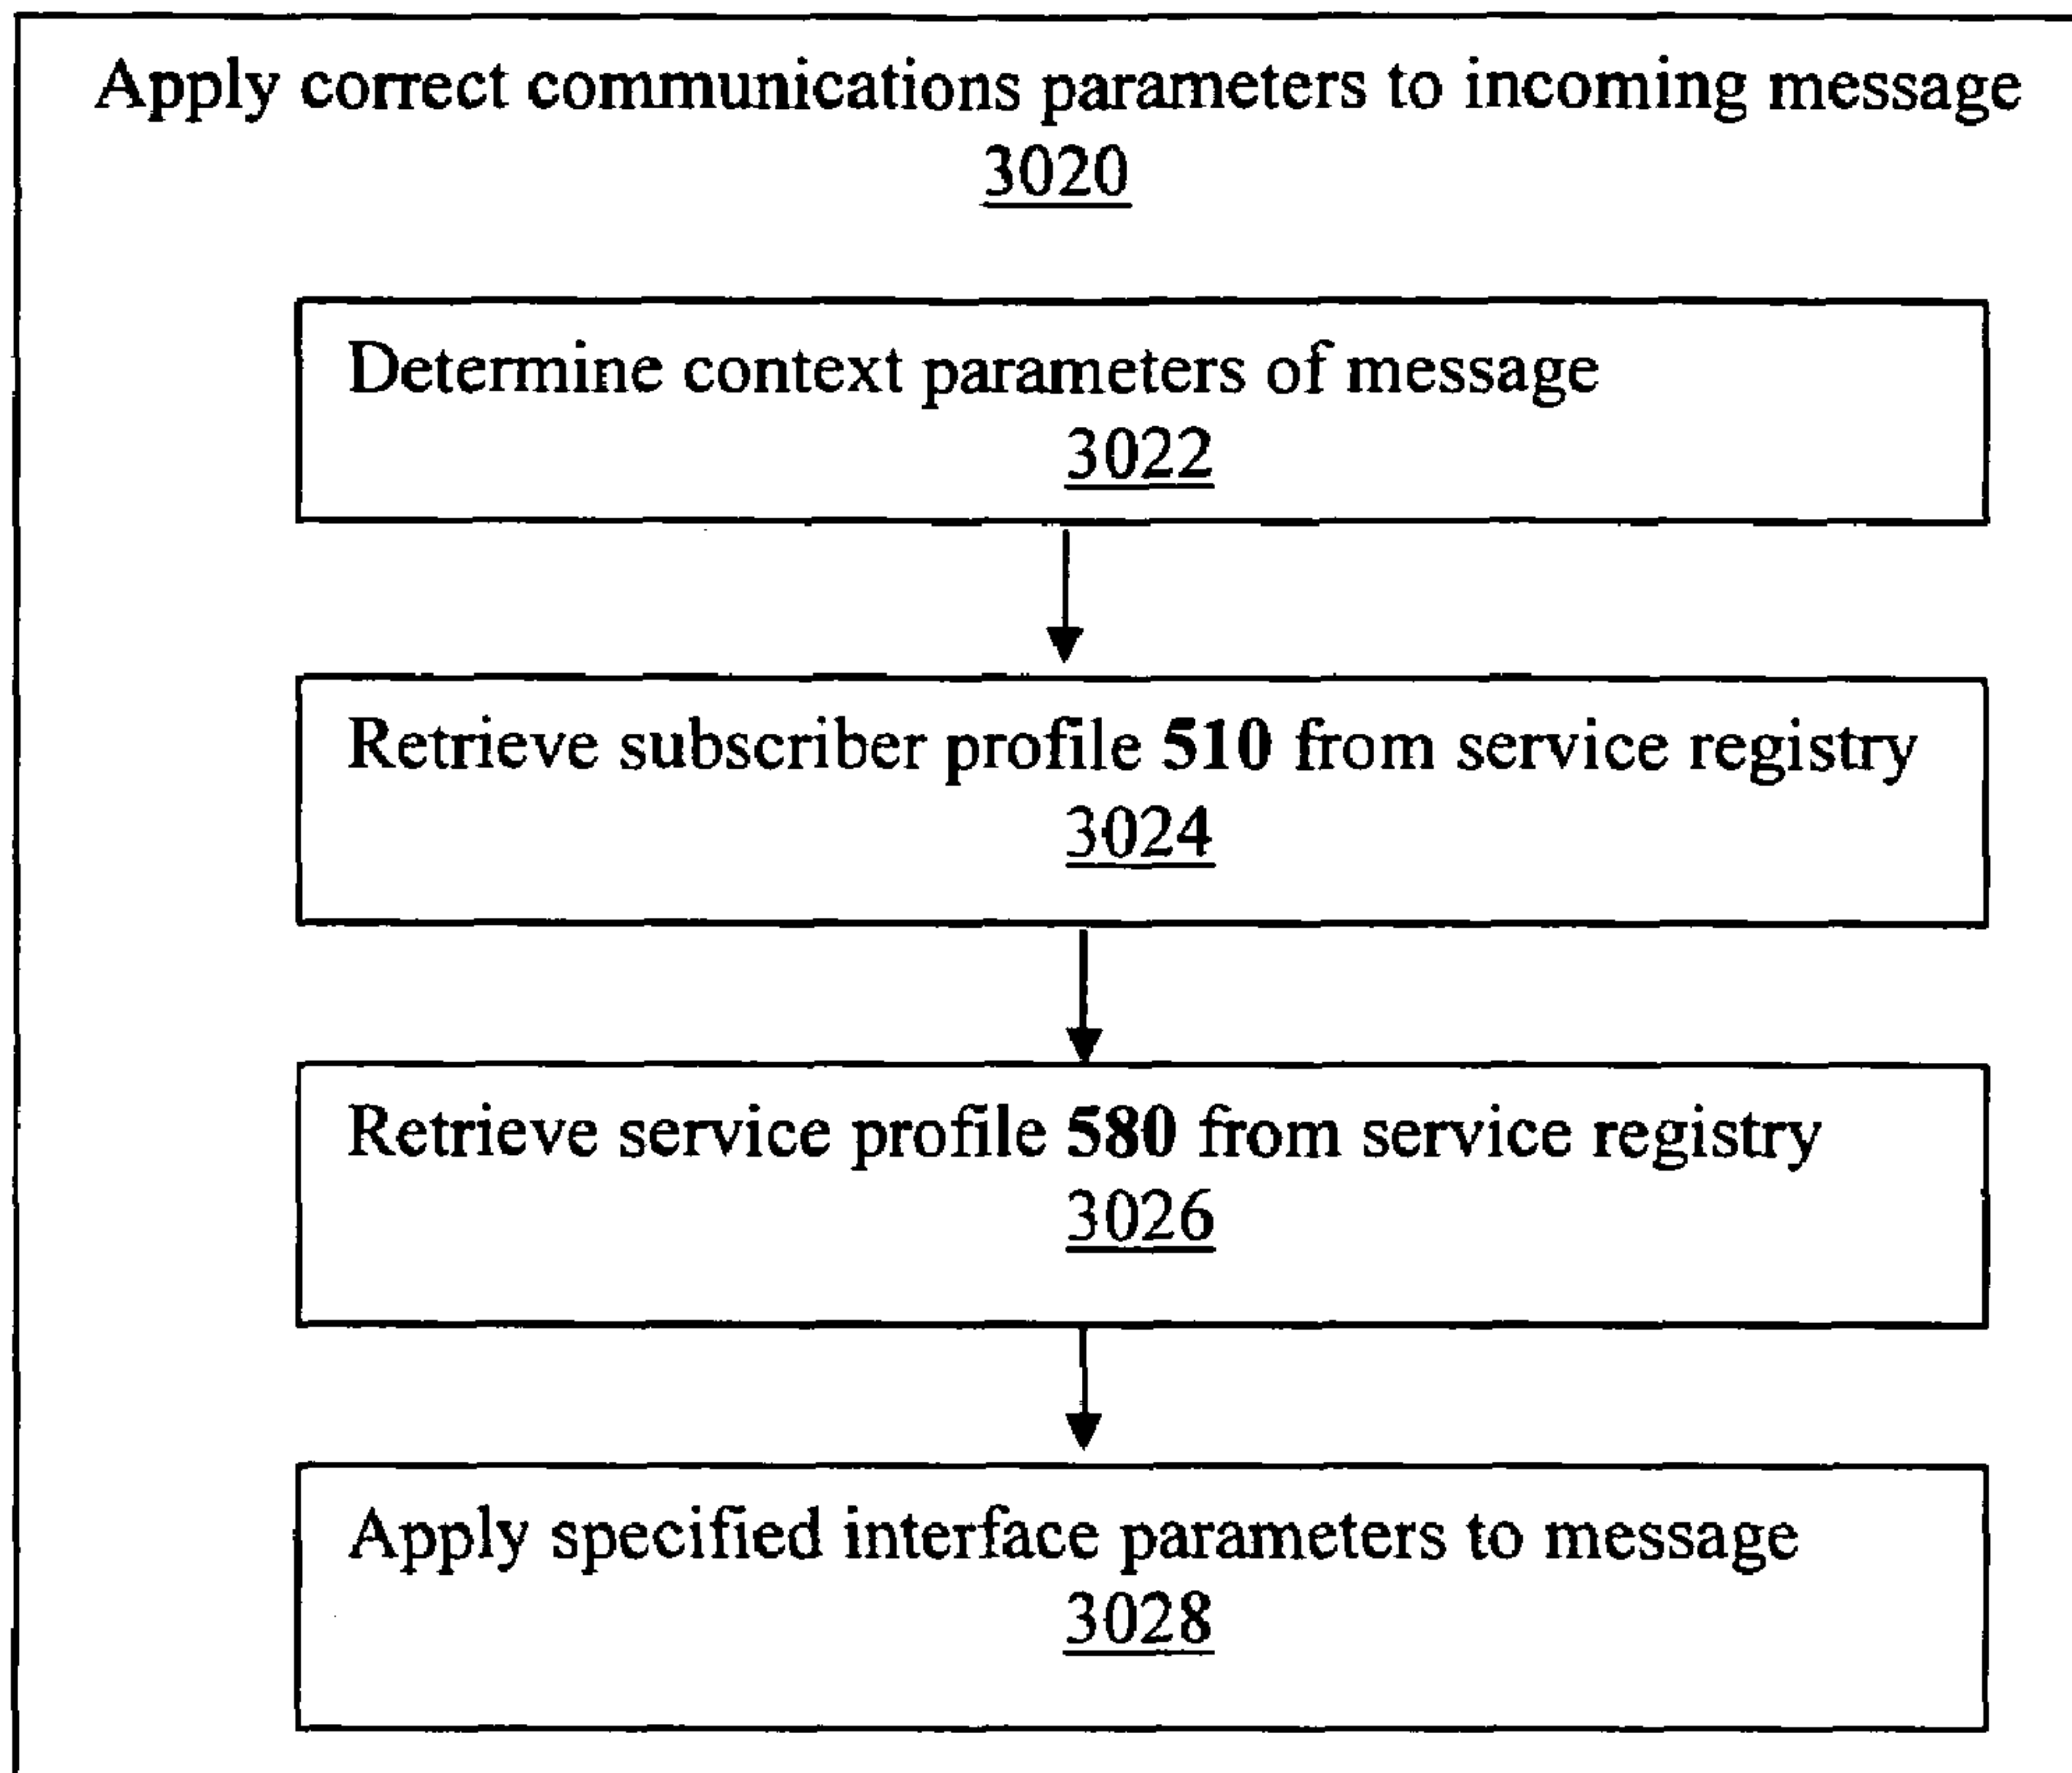 Apply correct communications parameters to incoming message
3020
Determine context parameters of message
3022
Retrieve subscriber profile 510 from service registry
3024
Retrieve service profile 580 from service registry
3026
Apply specified interface parameters to message
3028